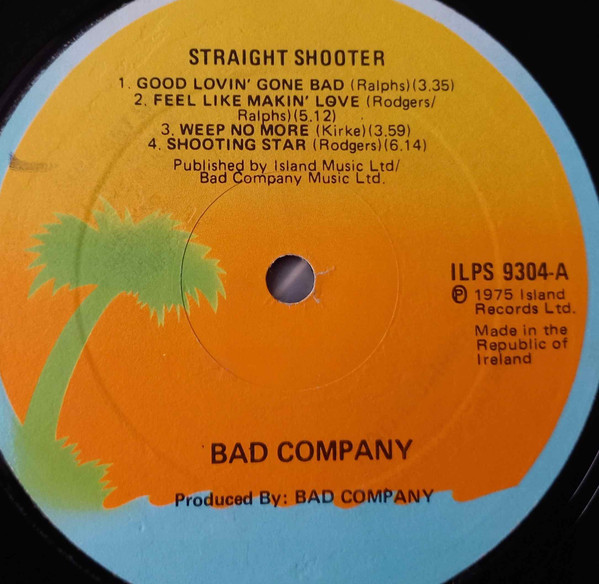 STRAIGHT SHOOTER
1. GOOD LOVIN' GONE BAD (Ralphs)(3.35)
2. FEEL LIKE MAKIN' LOVE (Rodgers/
Ralphs)(5.12)
3. WEEP NO MORE (Kirke)(3.59)
4. SHOOTING STAR (Rodgers)(6.14)
Published by Island Music Ltd/
Bad Company Music Ltd.
ILPS 9304-A
Ⓟ 1975 Island
Records Ltd.
Made in the
Republic of
Ireland
BAD COMPANY
Produced By: BAD COMPANY